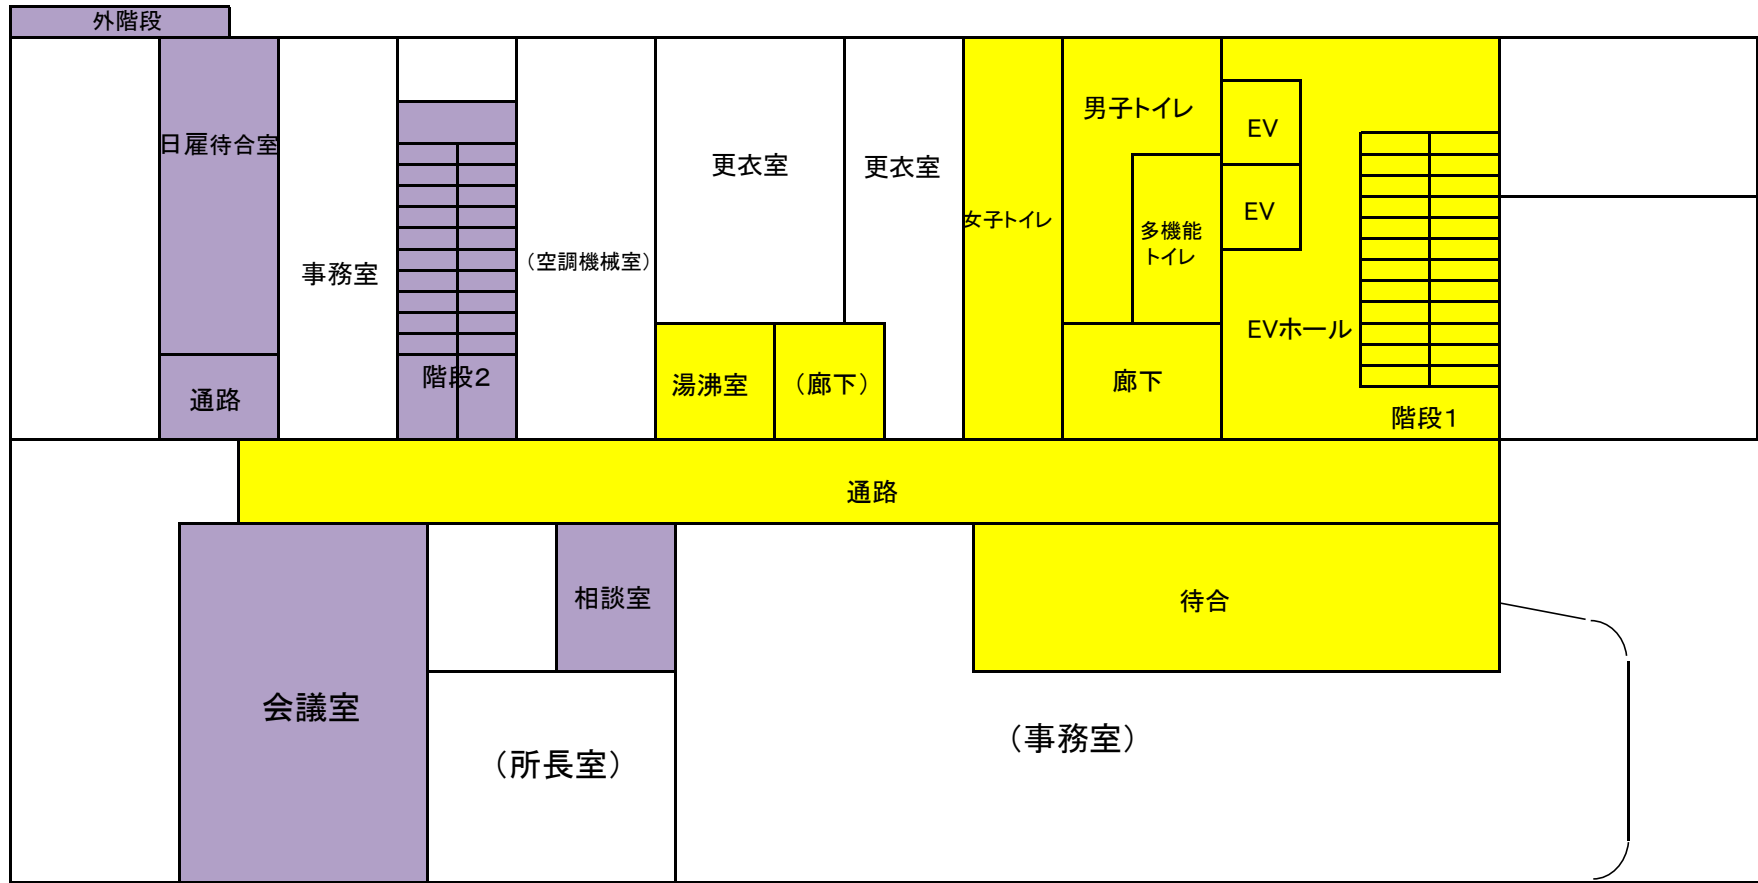 外階段
日雇待合室
事務室
階段2
通路
(空調機械室)
更衣室
更衣室
湯沸室
(廊下)
女子トイレ
男子トイレ
多機能
トイレ
廊下
EV
EV
EVホール
階段1
通路
会議室
相談室
(所長室)
待合
(事務室)